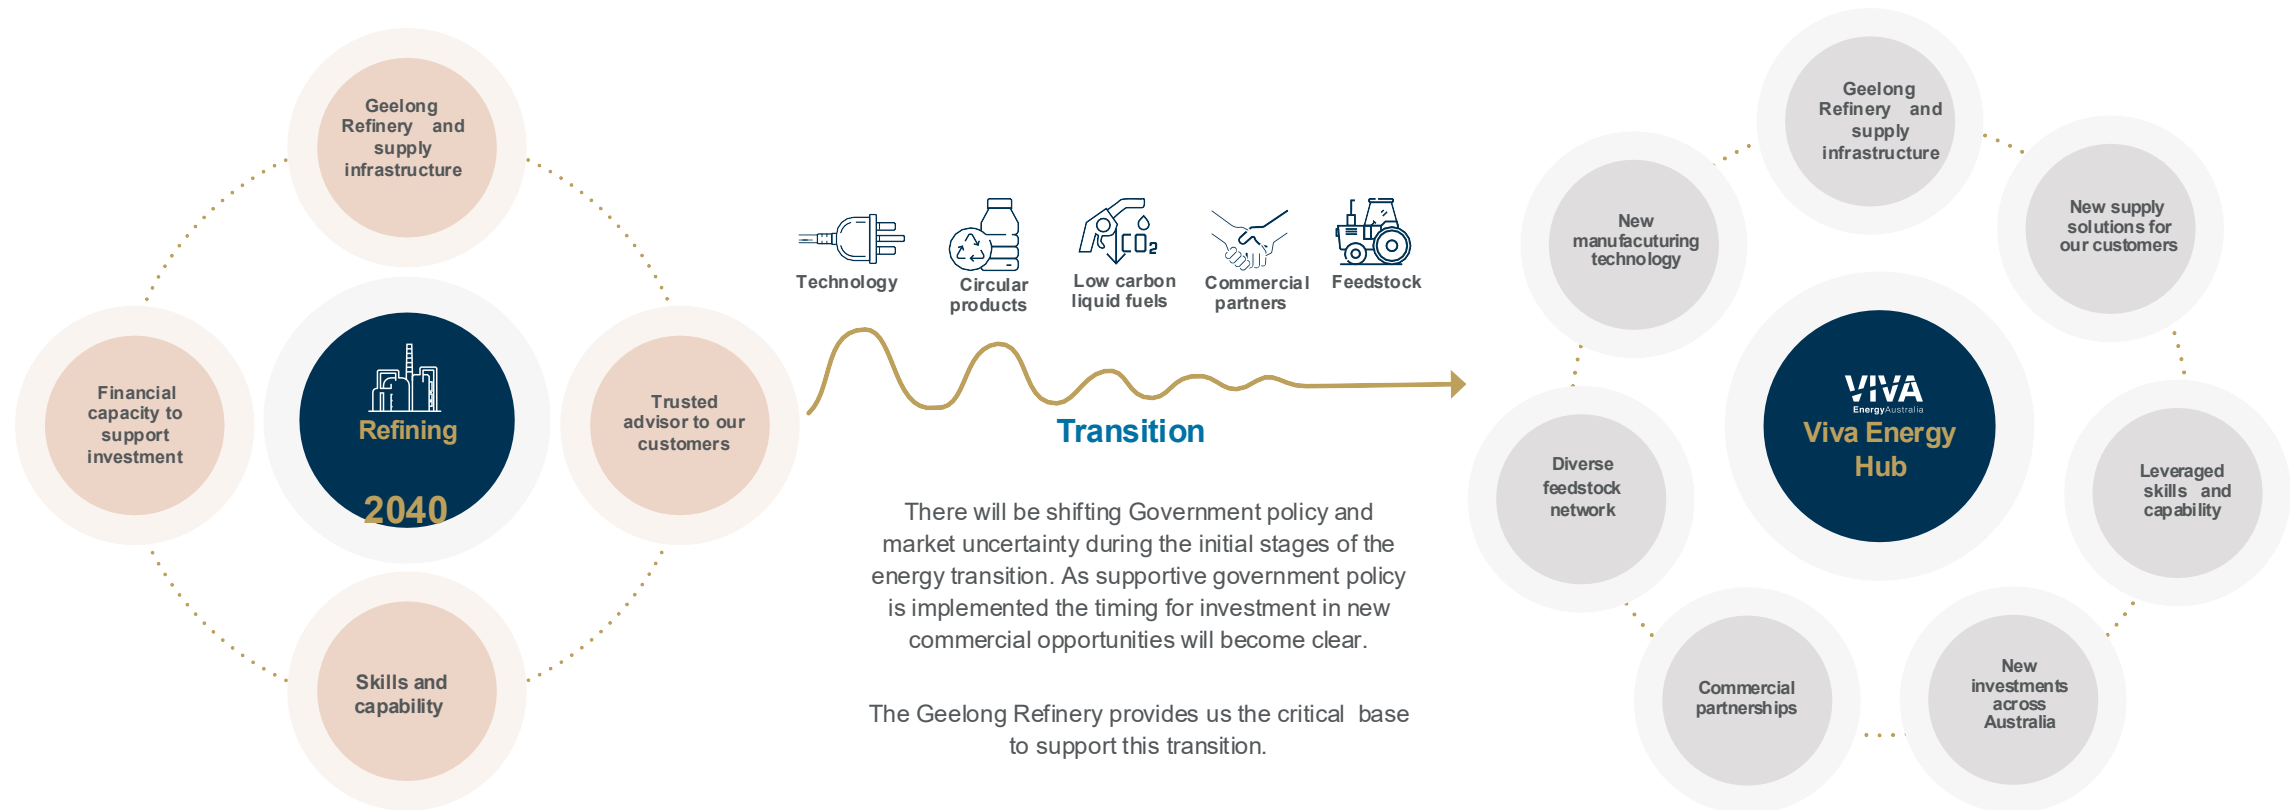 Geelong
Refinery and
supply
infrastructure
Financial
capacity to
support
investment
Refining
2040
Trusted
advisor to our
customers
Skills and
capability
Technology
Circular
products
CO2
Low carbon
liquid fuels
Commercial
partners
Feedstock
Transition
There will be shifting Government policy and
market uncertainty during the initial stages of the
energy transition. As supportive government policy
is implemented the timing for investment in new
commercial opportunities will become clear.
The Geelong Refinery provides us the critical base
to support this transition.
Geelong
Refinery and
supply
infrastructure
New
manufacuturing
technology
New supply
solutions for
our customers
VIVA
EnergyAustralia
Viva Energy
Hub
Diverse
feedstock
network
Leveraged
skills and
capability
Commercial
partnerships
New
investments
across
Australia